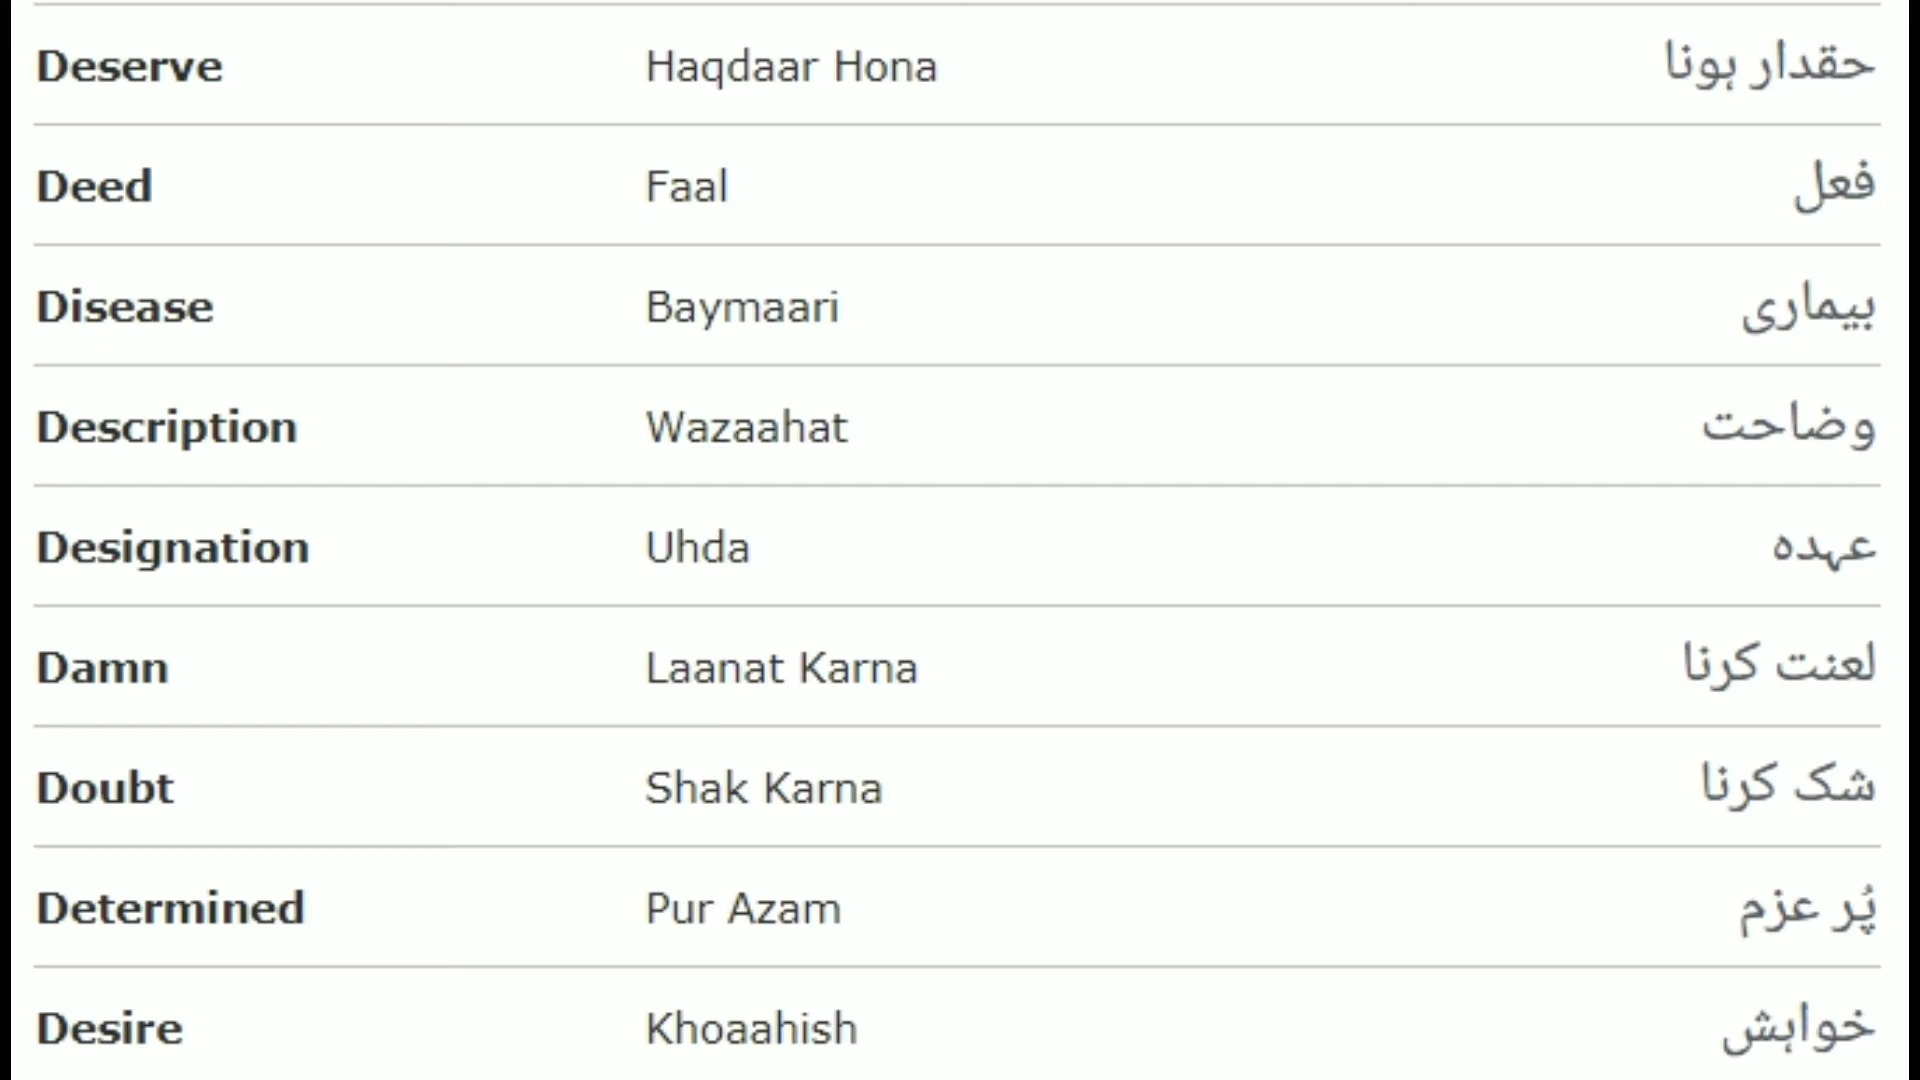 Deserve Haqdaar Hona حقدار ہونا
Deed Faal فعل
Disease Baymaari بیماری
Description Wazaahat وضاحت
Designation Uhda عہدہ
Damn Laanat Karna لعنت کرنا
Doubt Shak Karna شک کرنا
Determined Pur Azam پُر عزم
Desire Khoaahish خواہش